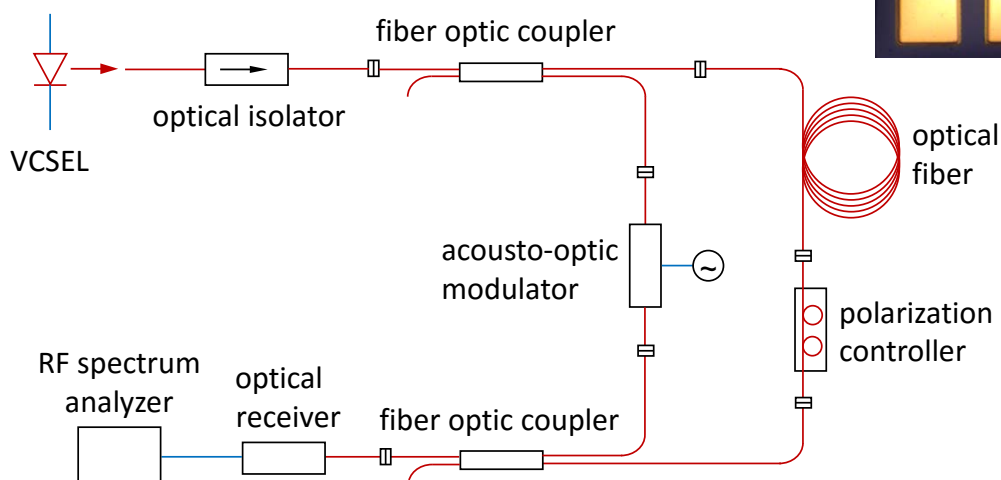 fiber optic coupler
optical isolator
VCSEL
optical
fiber
acousto-optic
modulator
~
polarization
controller
RF spectrum
analyzer
optical
receiver
fiber optic coupler